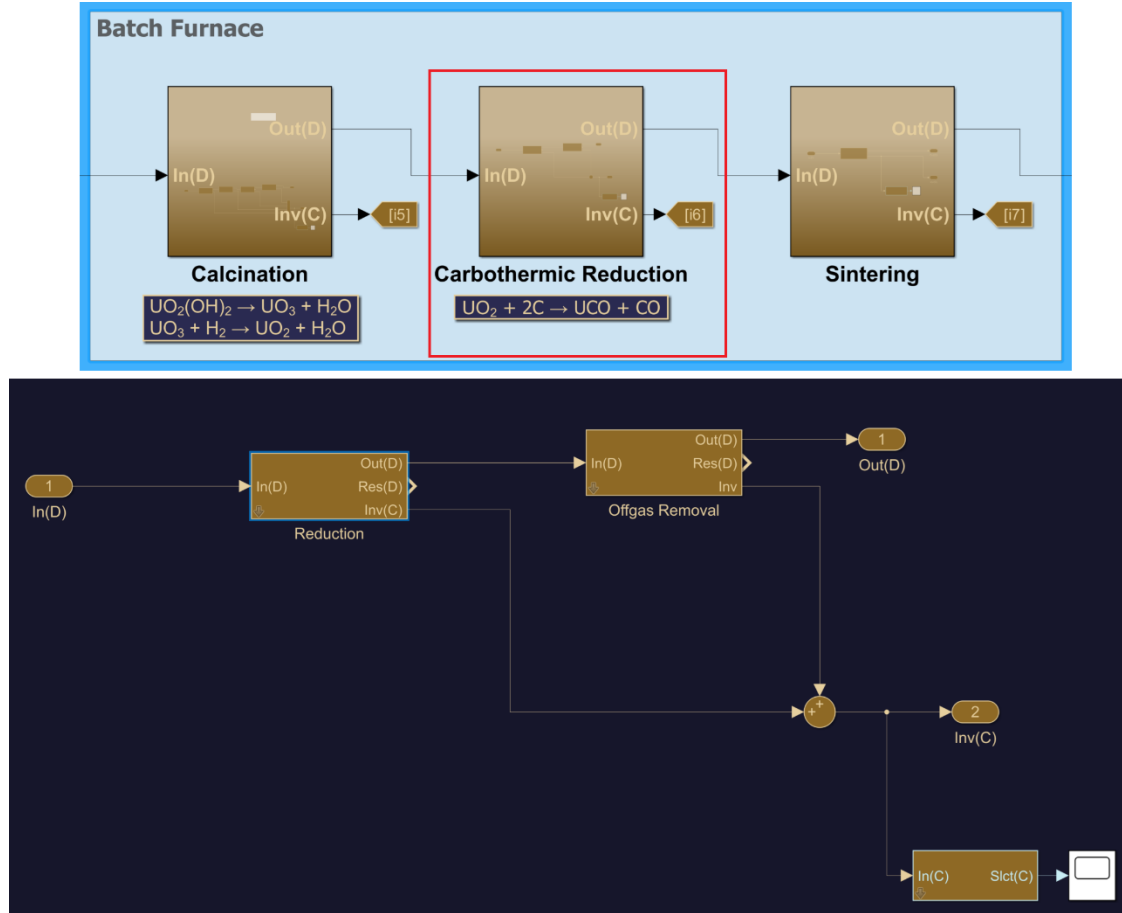 Batch Furnace
Out(D)
In(D)
Inv(C)
[i5]
Calcination
UO₂(OH)₂ → UO₃ + H₂O
UO₃ + H₂ → UO₂ + H₂O
Out(D)
In(D)
Inv(C)
[i6]
Carbothermic Reduction
UO₂ + 2C → UCO + CO
Out(D)
In(D)
Inv(C)
[i7]
Sintering
1
In(D)
Out(D)
In(D)
Res(D)
Inv(C)
Reduction
Out(D)
In(D)
Res(D)
Inv
Offgas Removal
1
Out(D)
+
+
2
Inv(C)
In(C) Slct(C)